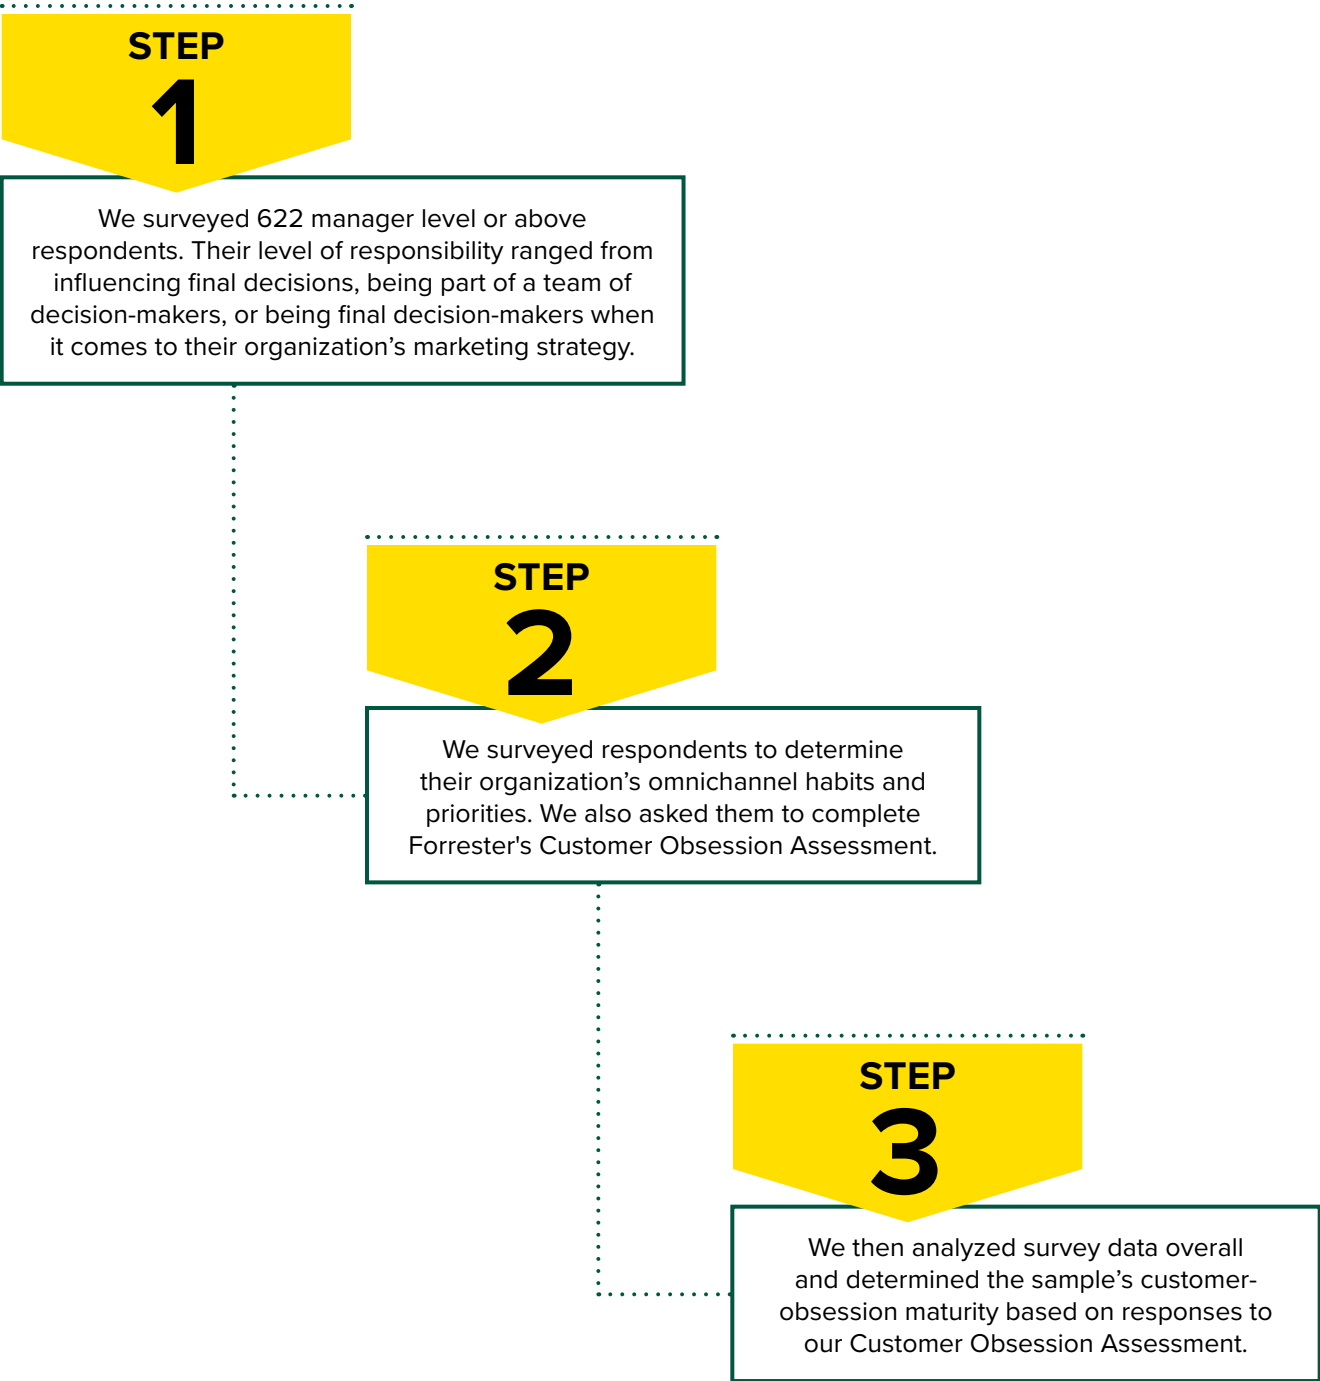 STEP
1
We surveyed 622 manager level or above
respondents. Their level of responsibility ranged from
influencing final decisions, being part of a team of
decision-makers, or being final decision-makers when
it comes to their organization’s marketing strategy.
STEP
2
We surveyed respondents to determine
their organization’s omnichannel habits and
priorities. We also asked them to complete
Forrester's Customer Obsession Assessment.
STEP
3
We then analyzed survey data overall
and determined the sample’s customer-
obsession maturity based on responses to
our Customer Obsession Assessment.